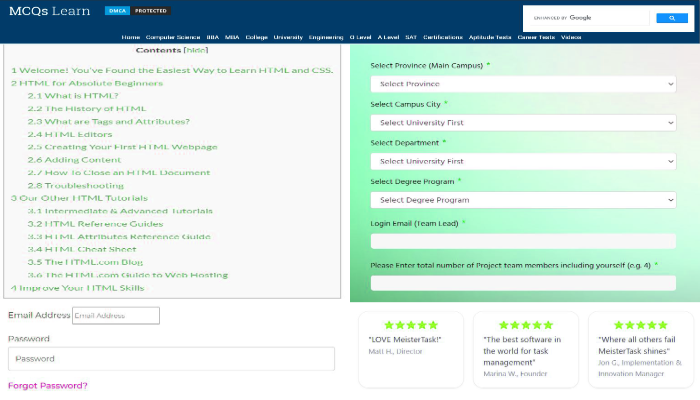 MCQs Learn
DMCA PROTECTED
ENHANCED BY Google
Home Computer Science BBA MBA College University Engineering O Level A Level SAT Certifications Aptitude Tests Career Tests Videos
Contents [hide]
1 Welcome! You've Found the Easiest Way to Learn HTML and CSS.
2 HTML for Absolute Beginners
2.1 What is HTML?
2.2 The History of HTML
2.3 What are Tags and Attributes?
2.4 HTML Editors
2.5 Creating Your First HTML Webpage
2.6 Adding Content
2.7 How To Close an HTML Document
2.8 Troubleshooting
3 Our Other HTML Tutorials
3.1 Intermediate & Advanced Tutorials
3.2 HTML Reference Guides
3.3 HTML Attributes Reference Guide
3.4 HTML Cheat Sheet
3.5 The HTML.com Blog
3.6 The HTML.com Guide to Web Hosting
4 Improve Your HTML Skills
Email Address Email Address
Password
Password
Forgot Password?
Select Province (Main Campus) *
Select Province
Select Campus City *
Select University First
Select Department *
Select University First
Select Degree Program *
Select Degree Program
Login Email (Team Lead) *
Please Enter total number of Project team members including yourself (e.g. 4) *
"LOVE MeisterTask!"
Matt H., Director
"The best software in
the world for task
management"
Marina W., Founder
"Where all others fail
MeisterTask shines"
Jon G., Implementation &
Innovation Manager